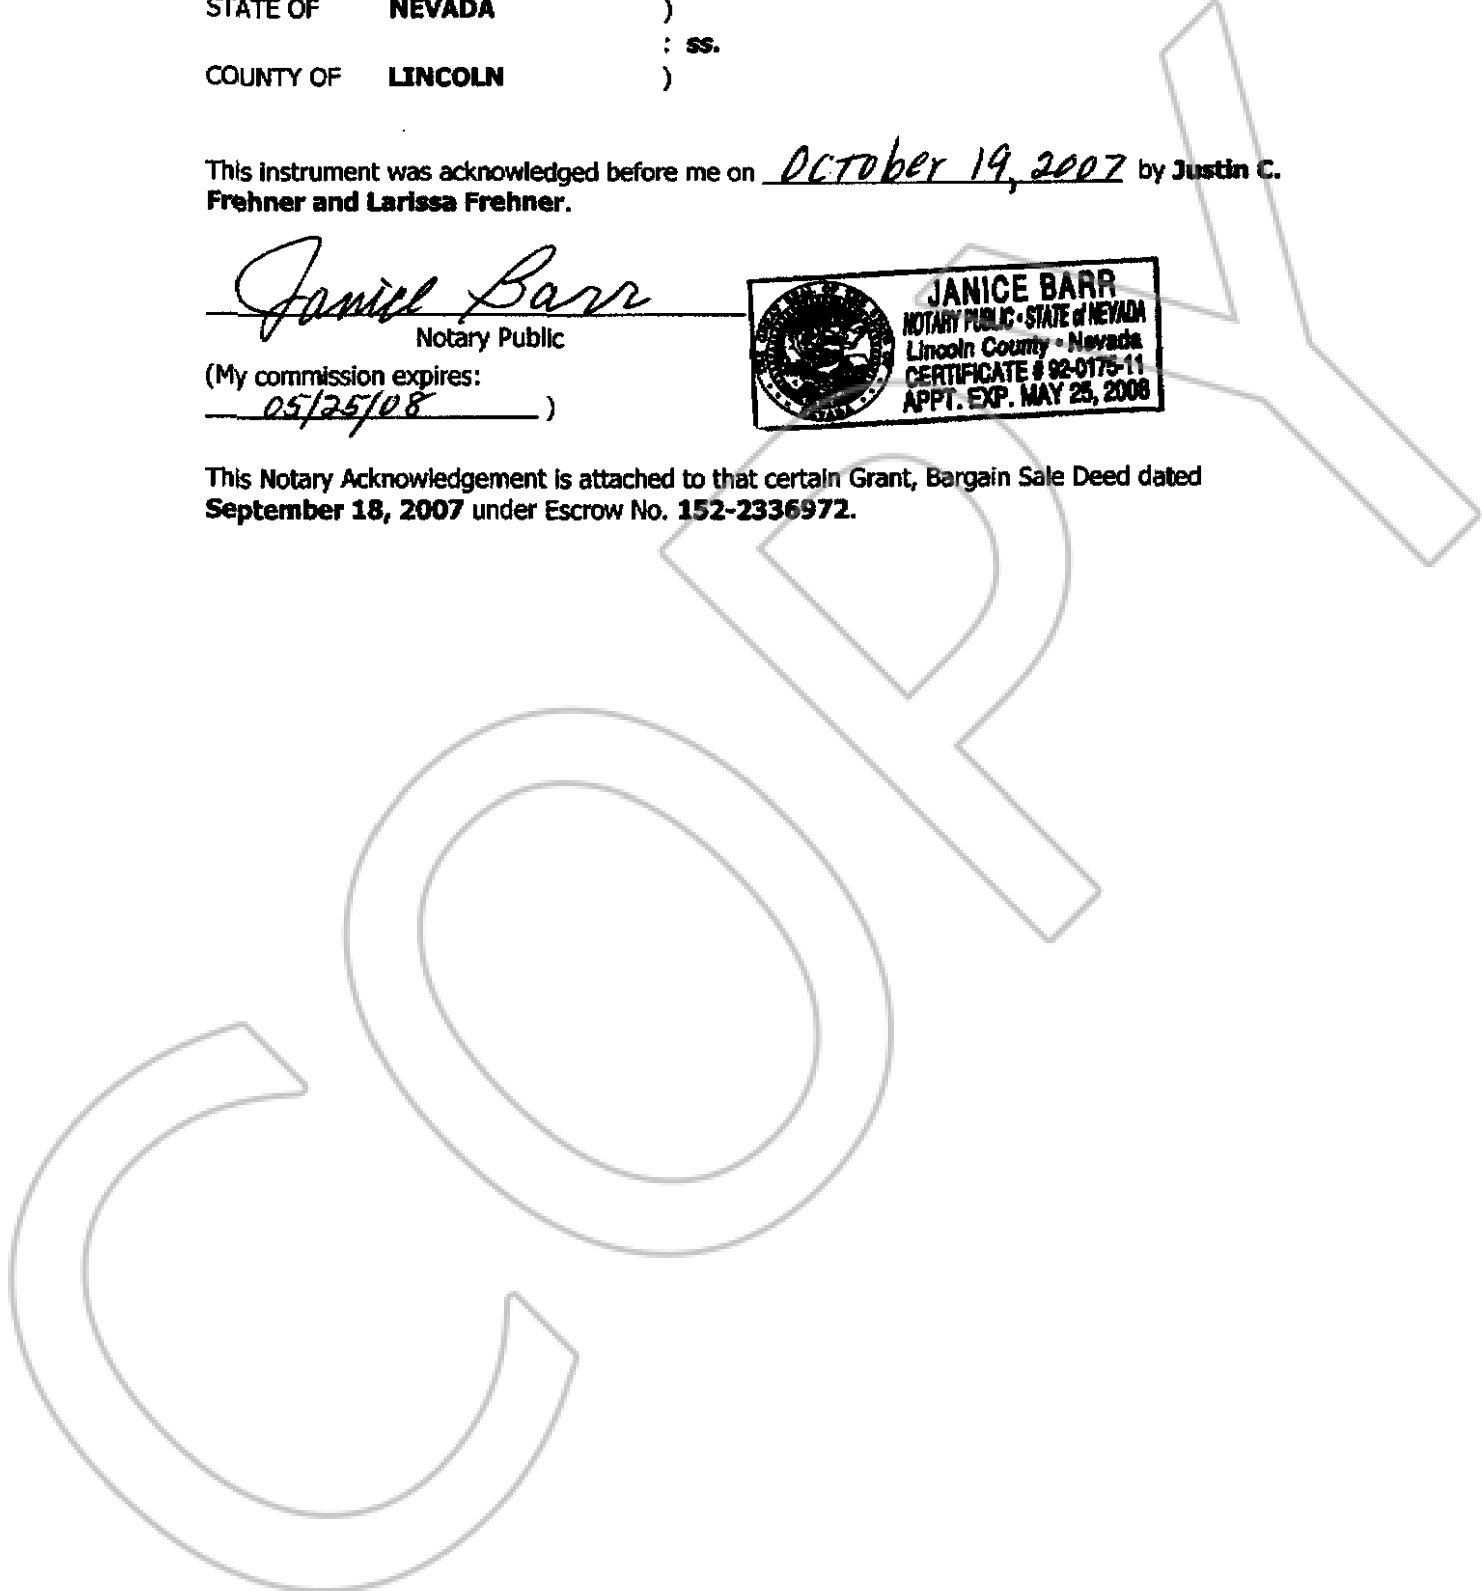 STATE OF NEVADA )
: ss.
COUNTY OF LINCOLN )
This instrument was acknowledged before me on October 19, 2007 by Justin C.
Frehner and Larissa Frehner.
Janice Barr
Notary Public
JANICE BARR
NOTARY PUBLIC • STATE of NEVADA
Lincoln County • Nevada
CERTIFICATE # 92-0175-11
APPT. EXP. MAY 25, 2008
(My commission expires:
05/25/08 )
This Notary Acknowledgement is attached to that certain Grant, Bargain Sale Deed dated
September 18, 2007 under Escrow No. 152-2336972.
COPY